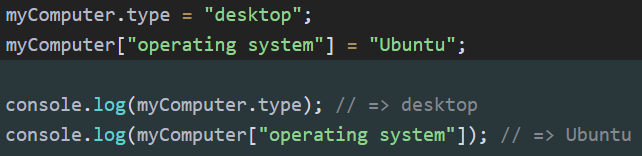 myComputer.type = "desktop";
myComputer["operating system"] = "Ubuntu";
console.log(myComputer.type); // => desktop
console.log(myComputer["operating system"]); // => Ubuntu